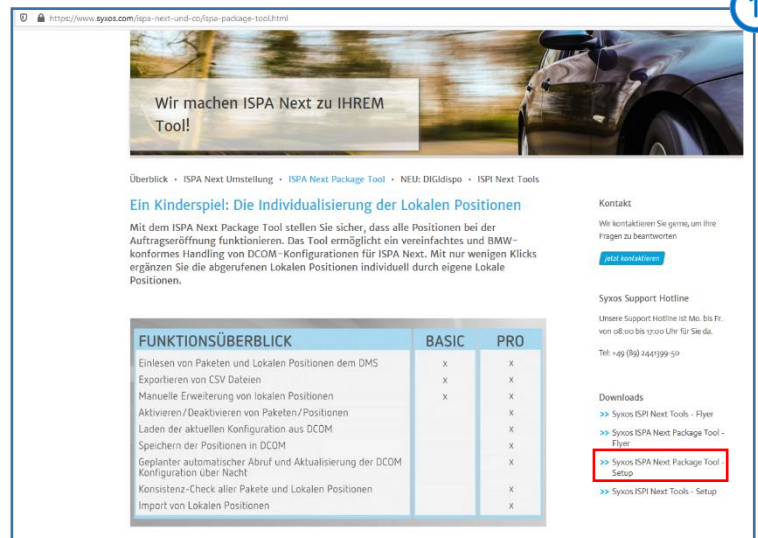 1
https://www.syxos.com/ispa-next-und-co/ispa-package-tool.html
Wir machen ISPA Next zu IHREM
Tool!
Überblick • ISPA Next Umstellung • ISPA Next Package Tool • NEU: DIGIdispo • ISPI Next Tools
Ein Kinderspiel: Die Individualisierung der Lokalen Positionen
Mit dem ISPA Next Package Tool stellen Sie sicher, dass alle
Positionen bei der
Auftragseröffnung funktionieren. Das Tool ermöglicht ein vereinfachtes und BMW-
konformes Handling von DCOM-Konfigurationen für ISPA Next. Mit nur wenigen Klicks
ergänzen Sie die abgerufenen Lokalen Positionen individuell durch eigene Lokale
Positionen.
FUNKTIONSÜBERBLICK BASIC PRO
Einlesen von Paketen und Lokalen Positionen dem DMS x x
Exportieren von CSV Dateien x x
Manuelle Erweiterung von lokalen Positionen x x
Aktivieren/Deaktivieren von Paketen/Positionen x
Laden der aktuellen Konfiguration aus DCOM x
Speichern der Positionen in DCOM x
Geplanter automatischer Abruf und Aktualisierung der DCOM
Konfiguration über Nacht x
Konsistenz-Check aller Pakete und Lokalen Positionen x
Import von Lokalen Positionen x
Kontakt
Wir kontaktieren Sie gerne, um Ihre
Fragen zu beantworten
jetzt kontaktieren
Syxos Support Hotline
Unsere Support Hotline ist Mo. bis Fr.
von 08:00 bis 17:00 Uhr für Sie da.
Tel: +49 (89) 2441399-50
Downloads
>> Syxos ISPI Next Tools - Flyer
>> Syxos ISPA Next Package Tool -
Flyer
>> Syxos ISPA Next Package Tool -
Setup
>> Syxos ISPI Next Tools - Setup